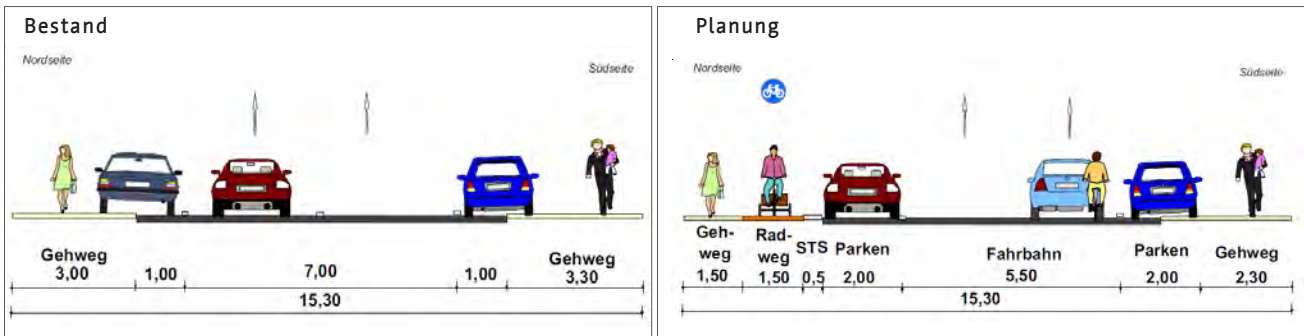 Bestand
Nordseite
Südseite
Gehweg
3,00
1,00
7,00
1,00
Gehweg
3,30
15,30
Planung
Nordseite
Südseite
Geh-
weg
1,50
Rad-
weg
1,50
STS
0,5
Parken
2,00
Fahrbahn
5,50
Parken
2,00
Gehweg
2,30
15,30